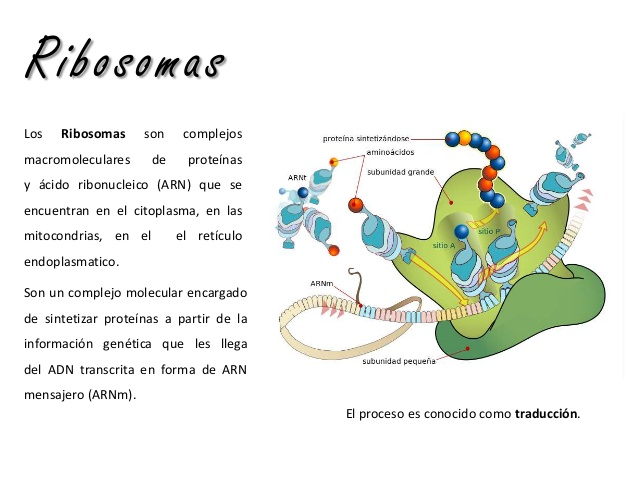 Ribosomas
Los Ribosomas son complejos
macromoleculares de proteínas
y ácido ribonucleico (ARN) que se
encuentran en el citoplasma, en las
mitocondrias, en el el retículo
endoplasmatico.
Son un complejo molecular encargado
de sintetizar proteínas a partir de la
información genética que les llega
del ADN transcrita en forma de ARN
mensajero (ARNm).
proteína sintetizándose
aminoácidos
subunidad grande
ARNt
sitio P
sitio A
ARNm
subunidad pequeña
El proceso es conocido como traducción.